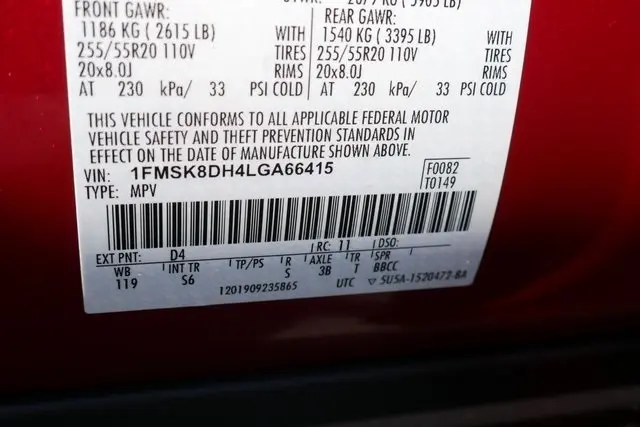 FRONT GAWR: REAR GAWR:
1186 KG ( 2615 LB) WITH 1540 KG ( 3395 LB) WITH
255/55R20 110V TIRES 255/55R20 110V TIRES
20x8.0J RIMS 20x8.0J RIMS
AT 230 kPa/ 33 PSI COLD AT 230 kPa/ 33 PSI COLD
THIS VEHICLE CONFORMS TO ALL APPLICABLE FEDERAL MOTOR
VEHICLE SAFETY AND THEFT PREVENTION STANDARDS IN
EFFECT ON THE DATE OF MANUFACTURE SHOWN ABOVE.
VIN: 1FMSK8DH4LGA66415 F0082
TYPE: MPV T0149
EXT PNT: D4 RC: 11 DSO:
WB INT TR TP/PS R AXLE TR SPR
119 S6 S 3B T BBCC
1201909235865 UTC ▽ 5U5A-1520472-BA